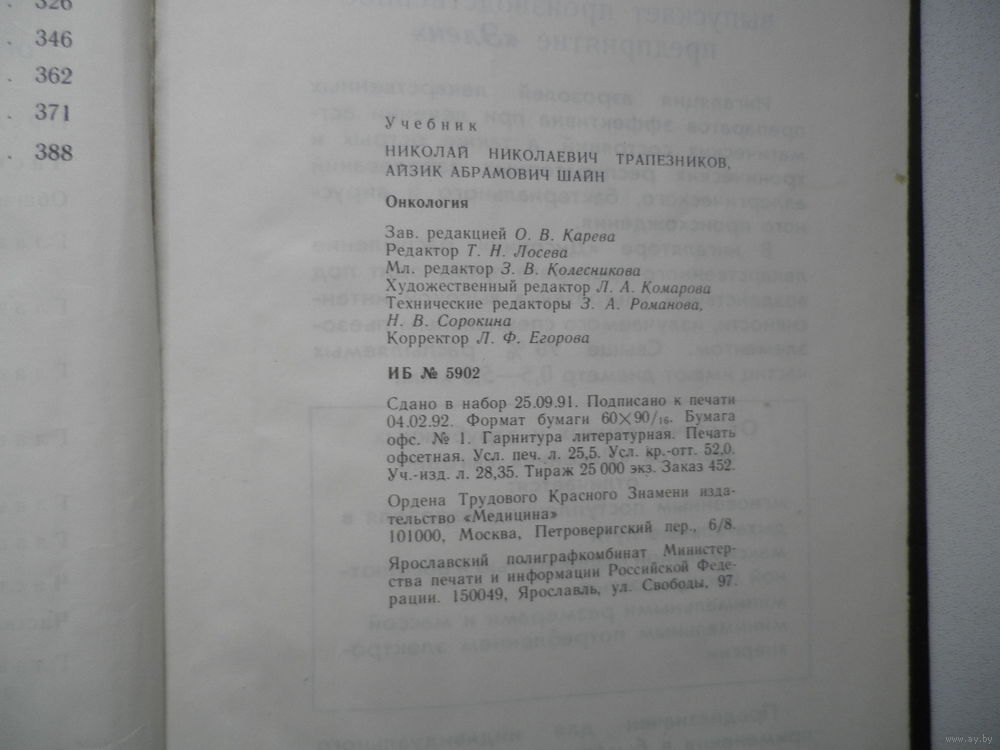 326
. 346
. 362
. 371
. 388
Учебник
НИКОЛАЙ НИКОЛАЕВИЧ ТРАПЕЗНИКОВ,
АЙЗИК АБРАМОВИЧ ШАЙН
Онкология
Зав. редакцией О. В. Карева
Редактор Т. Н. Лосева
Мл. редактор З. В. Колесникова
Художественный редактор Л. А. Комарова
Технические редакторы З. А. Романова,
Н. В. Сорокина
Корректор Л. Ф. Егорова
ИБ № 5902
Сдано в набор 25.09.91. Подписано к печати
04.02.92. Формат бумаги 60×90/16. Бумага
офс. № 1. Гарнитура литературная. Печать
офсетная. Усл. печ. л. 25,5. Усл. кр.-отт. 52,0.
Уч.-изд. л. 28,35. Тираж 25 000 экз. Заказ 452.
Ордена Трудового Красного Знамени изда-
тельство «Медицина»
101000, Москва, Петроверигский пер., 6/8.
Ярославский полиграфкомбинат Министер-
ства печати и информации Российской Феде-
рации. 150049, Ярославль, ул. Свободы, 97.
www.ay.by